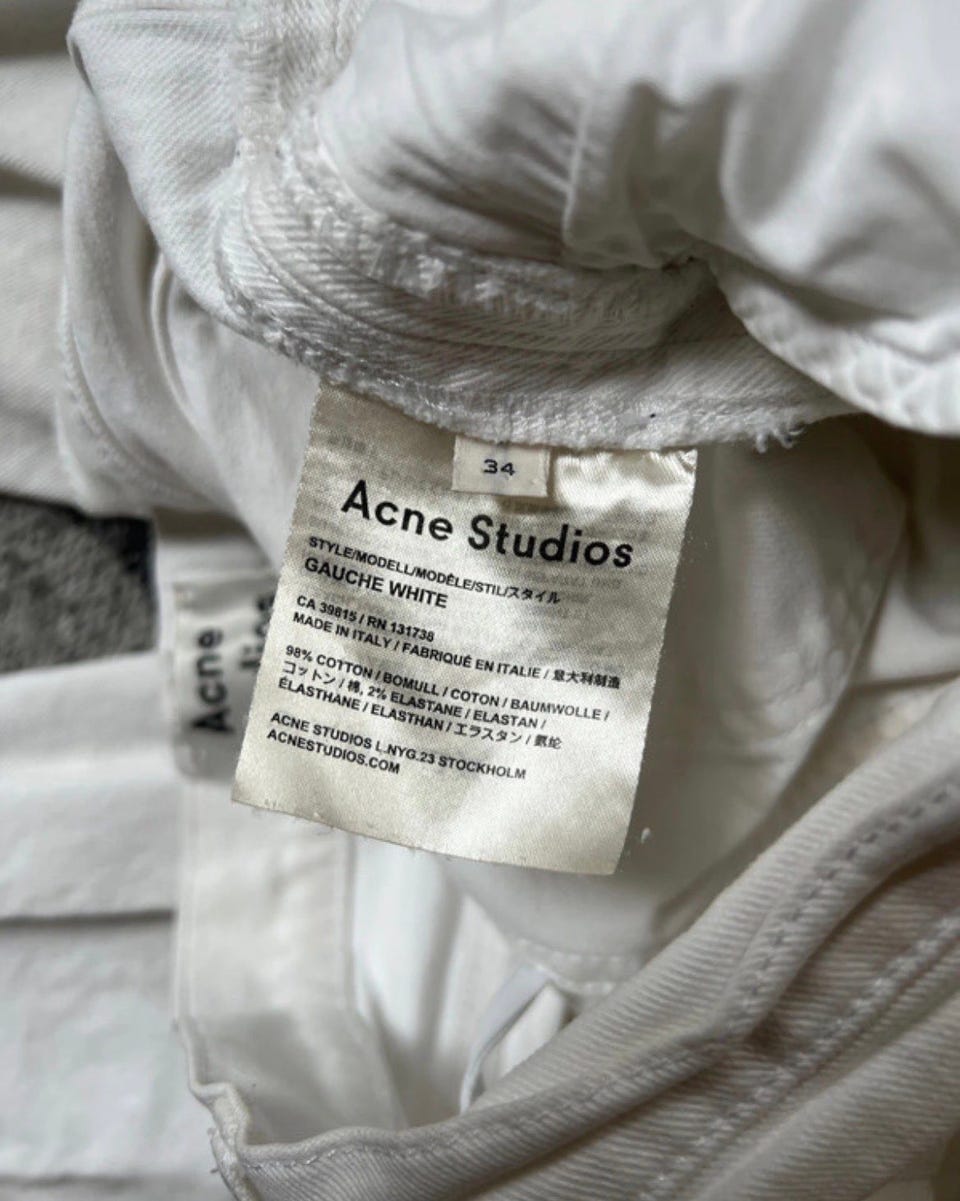 34
Acne Studios
STYLE/MODELL/MODÈLE/STIL/スタイル
GAUCHE WHITE
CA 39815 / RN 131738
MADE IN ITALY / FABRIQUÉ EN ITALIE / 意大利制造
98% COTTON / BOMULL / COTON / BAUMWOLLE /
コットン / 棉, 2% ELASTANE / ELASTAN /
ÉLASTHANE / ELASTHAN / エラスタン / 氨纶
ACNE STUDIOS L.NYG.23 STOCKHOLM
ACNESTUDIOS.COM
Acne